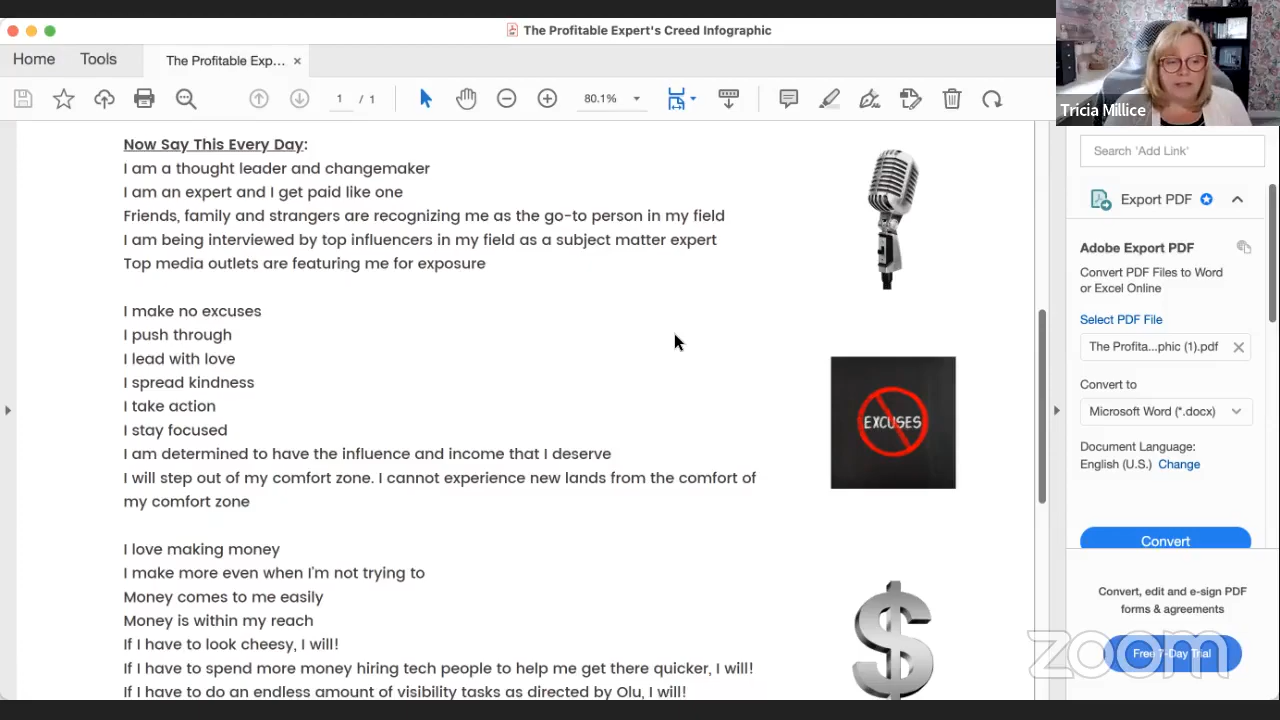 The Profitable Expert's Creed Infographic
Tricia Millice
Home
Tools
The Profitable Exp...
1 / 1
80.1%
Search 'Add Link'
Export PDF
Adobe Export PDF
Convert PDF Files to Word
or Excel Online
Select PDF File
The Profita...phic (1).pdf
Convert to
Microsoft Word (*.docx)
Document Language:
English (U.S.) Change
Convert
Convert, edit and e-sign PDF
forms & agreements
Free 7-Day Trial
zoom
Now Say This Every Day:
I am a thought leader and changemaker
I am an expert and I get paid like one
Friends, family and strangers are recognizing me as the go-to person in my field
I am being interviewed by top influencers in my field as a subject matter expert
Top media outlets are featuring me for exposure
I make no excuses
I push through
I lead with love
I spread kindness
I take action
I stay focused
I am determined to have the influence and income that I deserve
I will step out of my comfort zone. I cannot experience new lands from the comfort of
my comfort zone
EXCUSES
I love making money
I make more even when I'm not trying to
Money comes to me easily
Money is within my reach
If I have to look cheesy, I will!
If I have to spend more money hiring tech people to help me get there quicker, I will!
If I have to do an endless amount of visibility tasks as directed by Olu, I will!
$